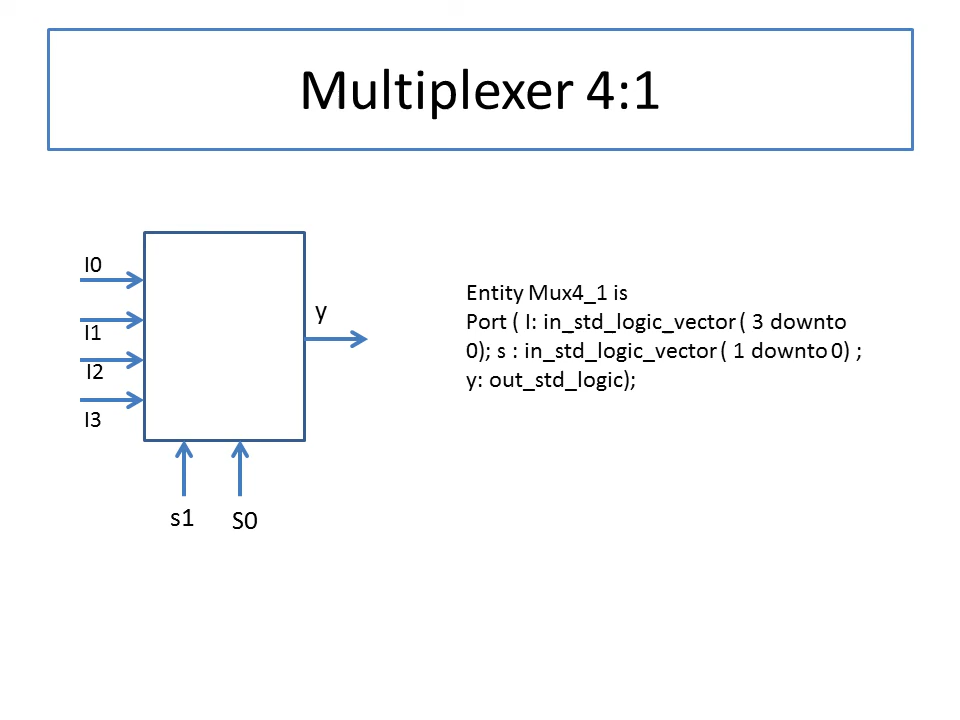 Multiplexer 4:1
I0
I1
I2
I3
y
s1
S0
Entity Mux4_1 is
Port ( I: in_std_logic_vector ( 3 downto
0); s : in_std_logic_vector ( 1 downto 0) ;
y: out_std_logic);